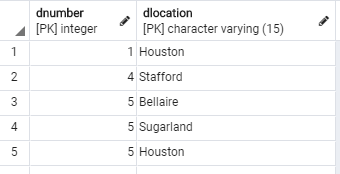 dnumber dlocation
[PK] integer [PK] character varying (15)
1 1 Houston
2 4 Stafford
3 5 Bellaire
4 5 Sugarland
5 5 Houston